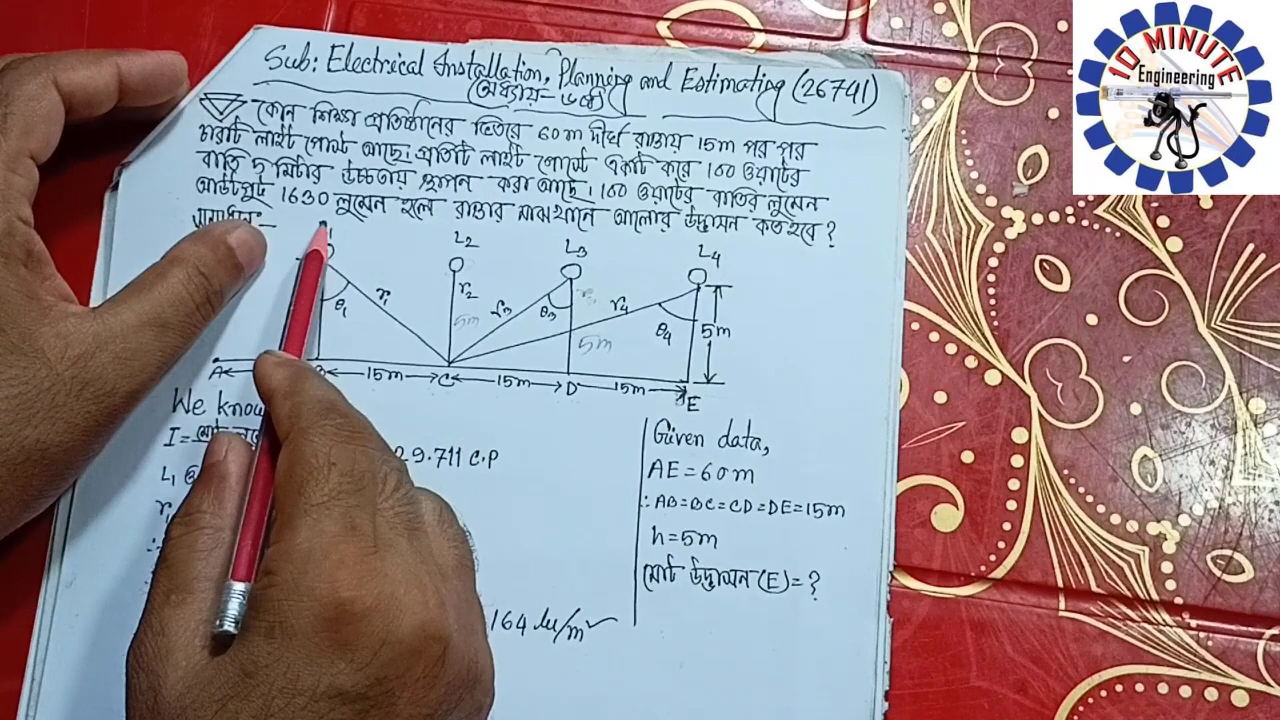 Sub: Electrical Installation, Planning and Estimating (26741)
অধ্যায়- ৬ষ্ঠ
কোন শিক্ষা প্রতিষ্ঠানের ভিতরে 60m দীর্ঘ রাস্তায় 15m পর পর
চারটি লাইট পোস্ট আছে। প্রতিটি লাইট পোস্টে একটি করে 100 ওয়াটের
বাতি 5 মিটার উচ্চতায় স্থাপন করা আছে। 100 ওয়াটের বাতির লুমেন
আউটপুট 1630 লুমেন হলে রাস্তার মাঝখানে আলোর উদ্ভাসন কত হবে ?
সমাধানঃ-
L2 L3 L4
r1 θ1 r2 5m r3 θ3 5m r4 θ4 5m
A 15m C 15m D 15m E
We know
I =
29.711 C.P
L1 @
r1
164 lu/m²
Given data,
AE = 60m
∴ AB = BC = CD = DE = 15m
h = 5m
মোট উদ্ভাসন (E) = ?
10 MINUTE
Engineering